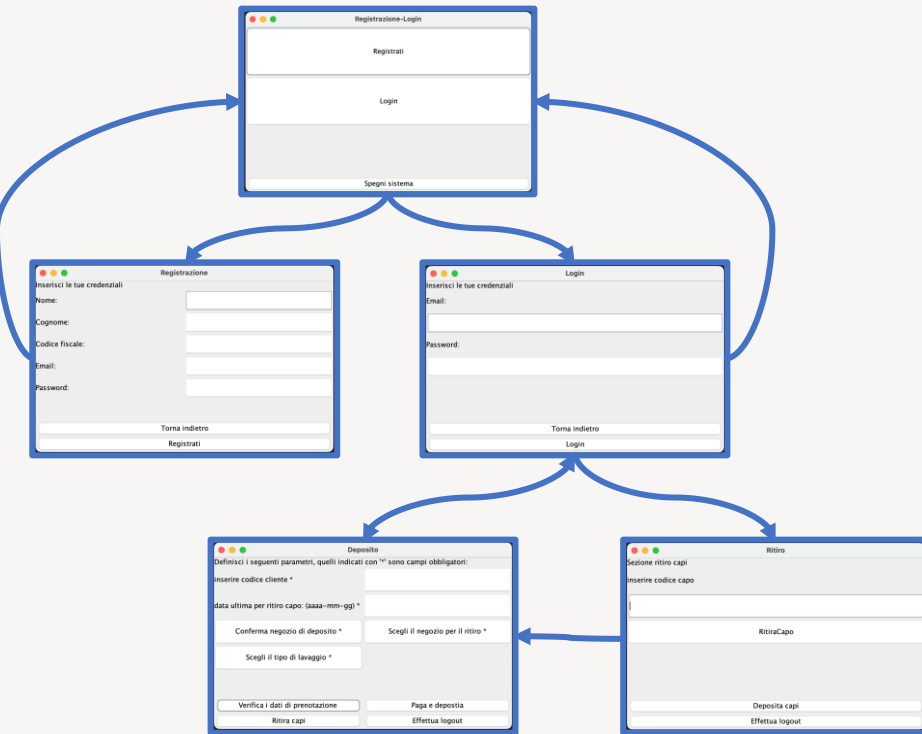 Registrazione-Login
Registrati
Login
Spegni sistema
Registrazione
Inserisci le tue credenziali
Nome:
Cognome:
Codice fiscale:
Email:
Password:
Torna indietro
Registrati
Login
Inserisci le tue credenziali
Email:
Password:
Torna indietro
Login
Deposito
Definisci i seguenti parametri, quelli indicati con '*' sono campi obbligatori:
inserire codice cliente *
data ultima per ritiro capo: (aaaa-mm-gg) *
Conferma negozio di deposito * Scegli il negozio per il ritiro *
Scegli il tipo di lavaggio *
Verifica i dati di prenotazione Paga e depostia
Ritira capi Effettua logout
Ritiro
Sezione ritiro capi
inserire codice capo
RitiraCapo
Deposita capi
Effettua logout